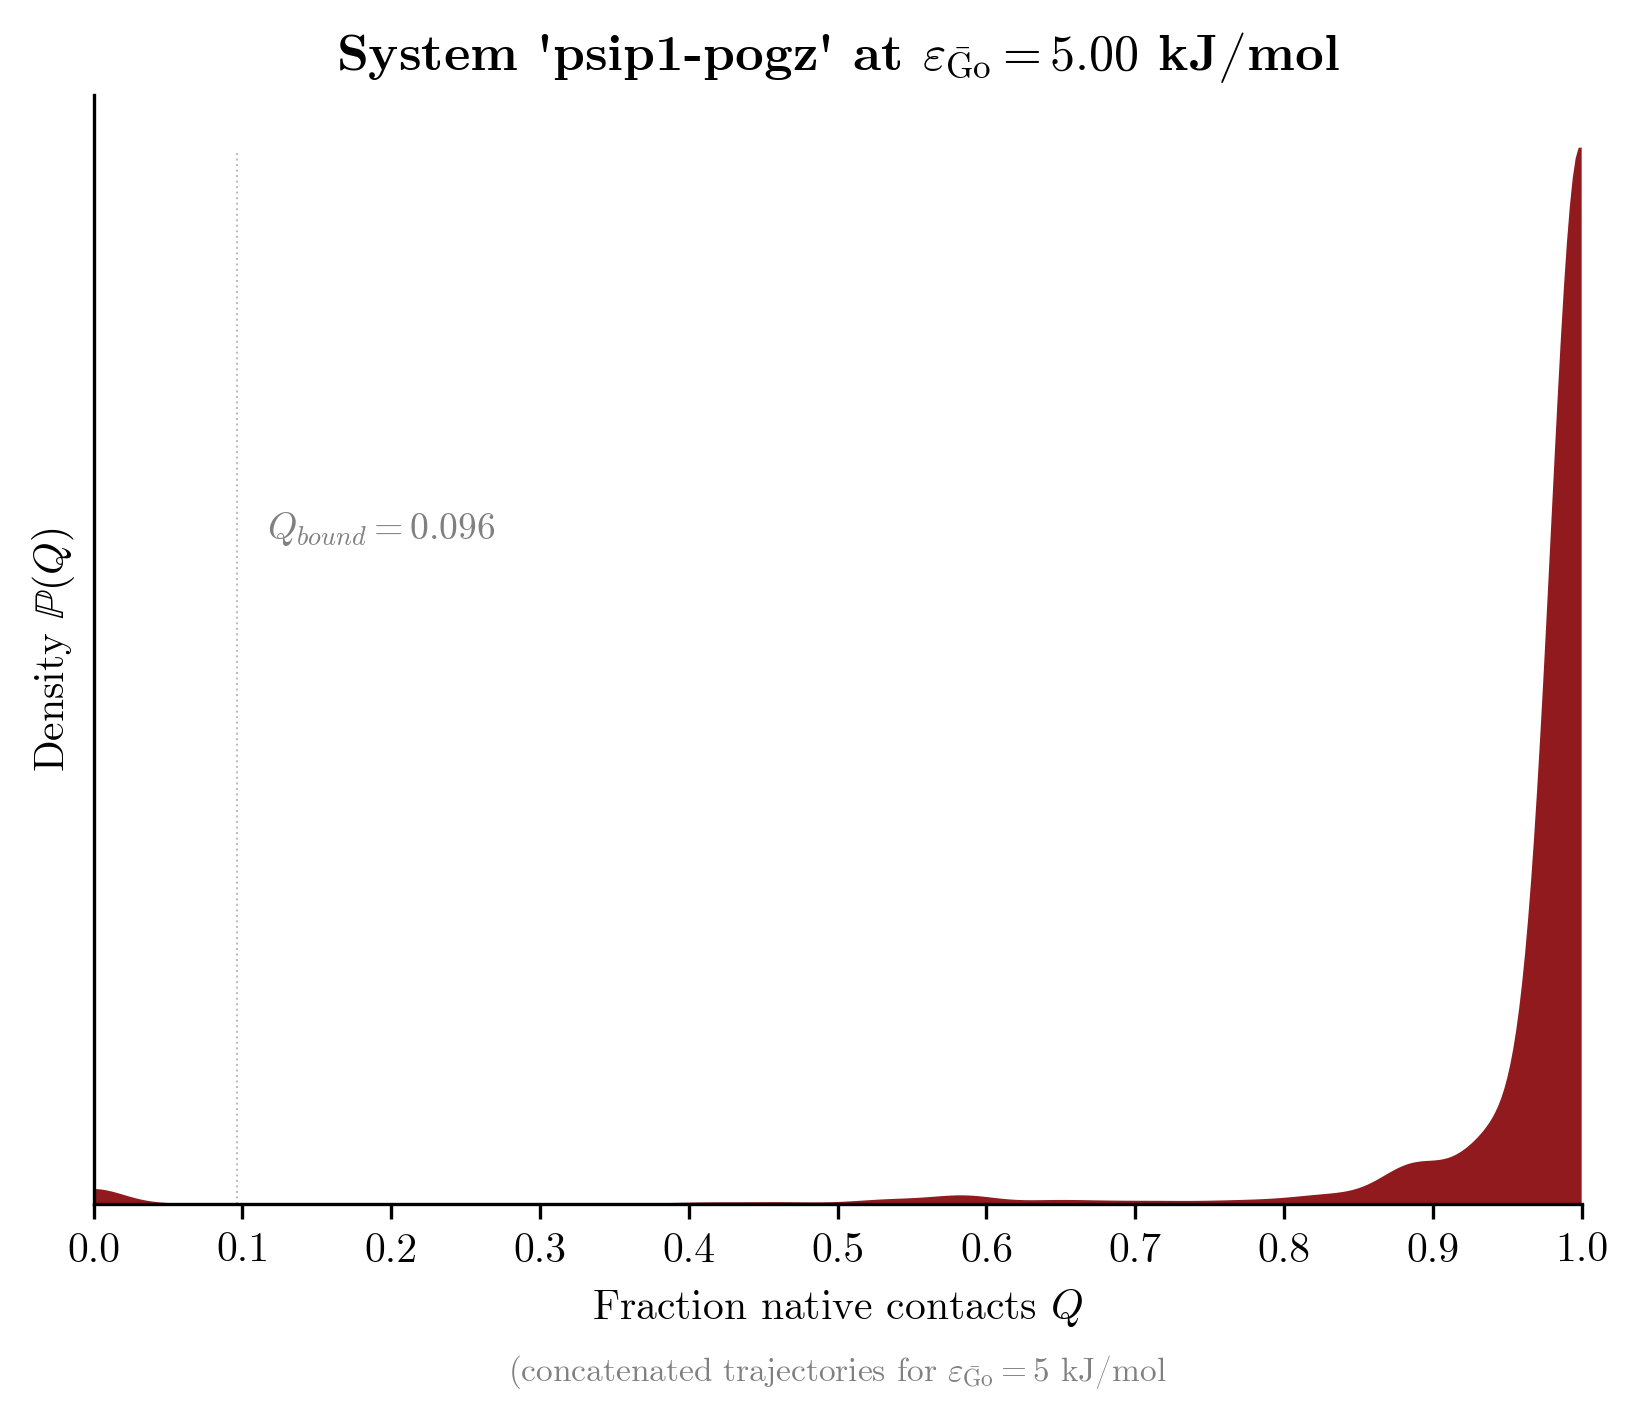 System 'psip1-pogz' at ε_Ḡo = 5.00 kJ/mol
Q_bound = 0.096
Density ℙ(Q)
0.0 0.1 0.2 0.3 0.4 0.5 0.6 0.7 0.8 0.9 1.0
Fraction native contacts Q
(concatenated trajectories for ε_Ḡo = 5 kJ/mol